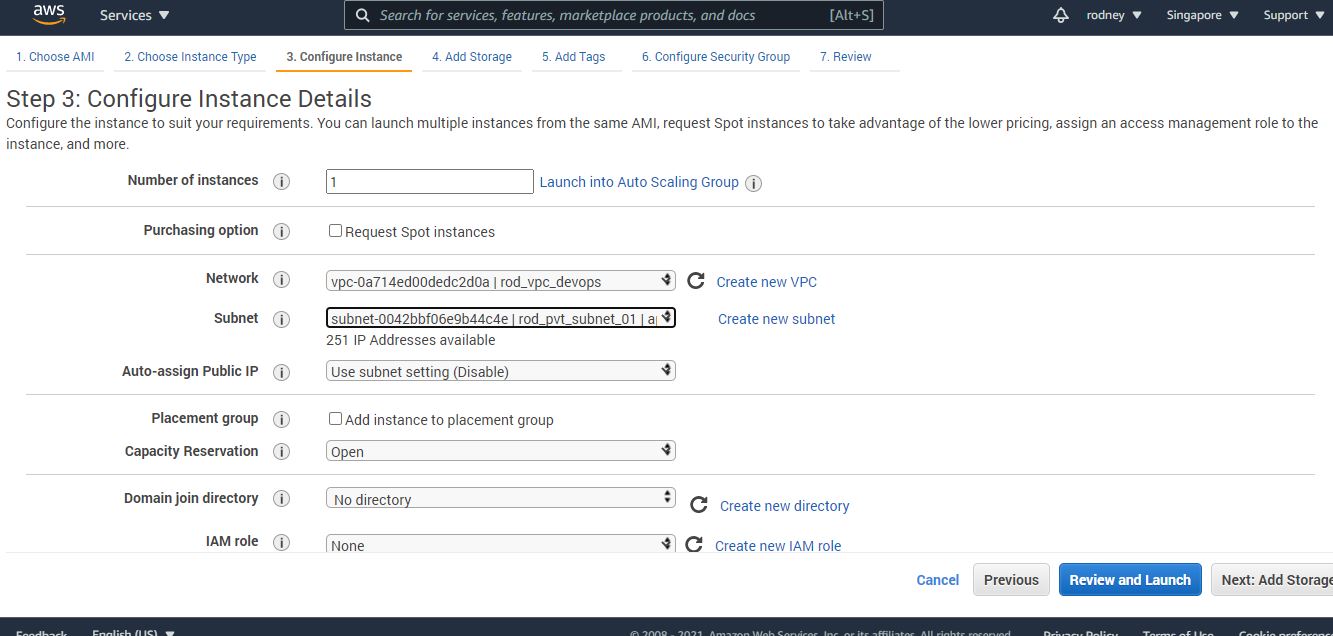 aws
Services
Search for services, features, marketplace products, and docs
[Alt+S]
rodney
Singapore
Support
1. Choose AMI
2. Choose Instance Type
3. Configure Instance
4. Add Storage
5. Add Tags
6. Configure Security Group
7. Review
Step 3: Configure Instance Details
Configure the instance to suit your requirements. You can launch multiple instances from the same AMI, request Spot instances to take advantage of the lower pricing, assign an access management role to the
instance, and more.
Number of instances
1
Launch into Auto Scaling Group
Purchasing option
Request Spot instances
Network
vpc-0a714ed00dedc2d0a | rod_vpc_devops
Create new VPC
Subnet
subnet-0042bbf06e9b44c4e | rod_pvt_subnet_01 |
Create new subnet
251 IP Addresses available
Auto-assign Public IP
Use subnet setting (Disable)
Placement group
Add instance to placement group
Capacity Reservation
Open
Domain join directory
No directory
Create new directory
IAM role
None
Create new IAM role
Cancel
Previous
Review and Launch
Next: Add Storage
Feedback
English (US)
© 2008 - 2021, Amazon Web Services, Inc. or its affiliates. All rights reserved.
Privacy Policy
Terms of Use
Cookie